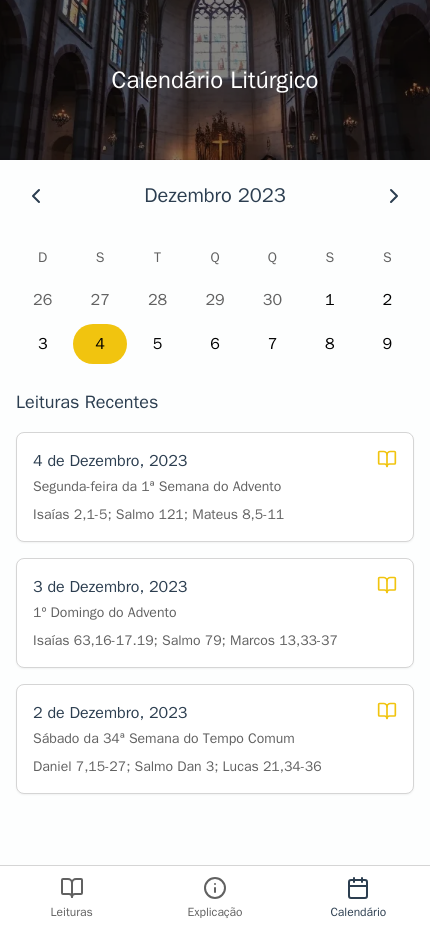 Calendário Litúrgico
Dezembro 2023
D S T Q Q S S
26 27 28 29 30 1 2
3 4 5 6 7 8 9
Leituras Recentes
4 de Dezembro, 2023
Segunda-feira da 1ª Semana do Advento
Isaías 2,1-5; Salmo 121; Mateus 8,5-11
3 de Dezembro, 2023
1º Domingo do Advento
Isaías 63,16-17.19; Salmo 79; Marcos 13,33-37
2 de Dezembro, 2023
Sábado da 34ª Semana do Tempo Comum
Daniel 7,15-27; Salmo Dan 3; Lucas 21,34-36
Leituras Explicação Calendário